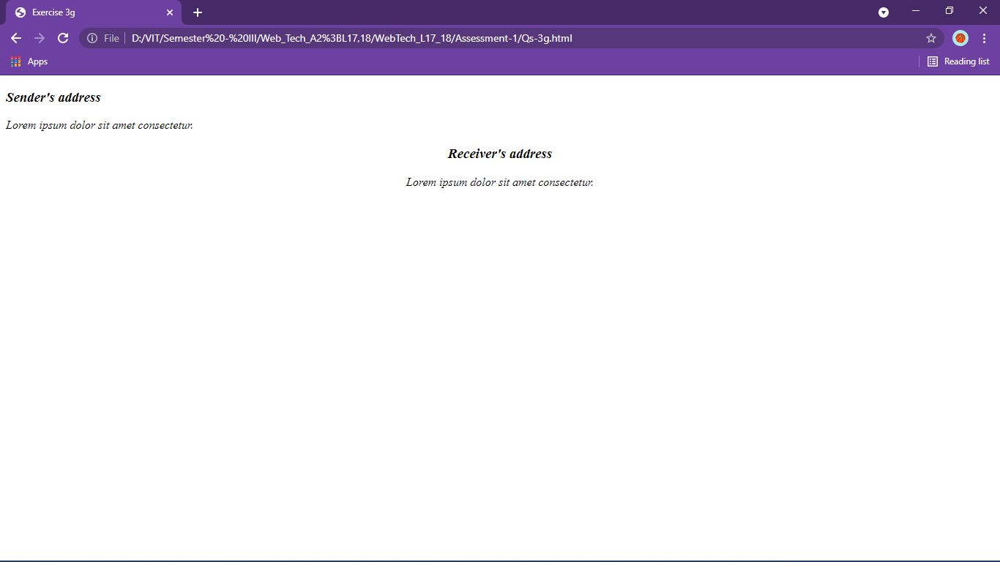 Exercise 3g
File D:/VIT/Semester%20-%20III/Web_Tech_A2%3BL17,18/WebTech_L17_18/Assessment-1/Qs-3g.html
Apps Reading list
Sender's address
Lorem ipsum dolor sit amet consectetur.
Receiver's address
Lorem ipsum dolor sit amet consectetur.